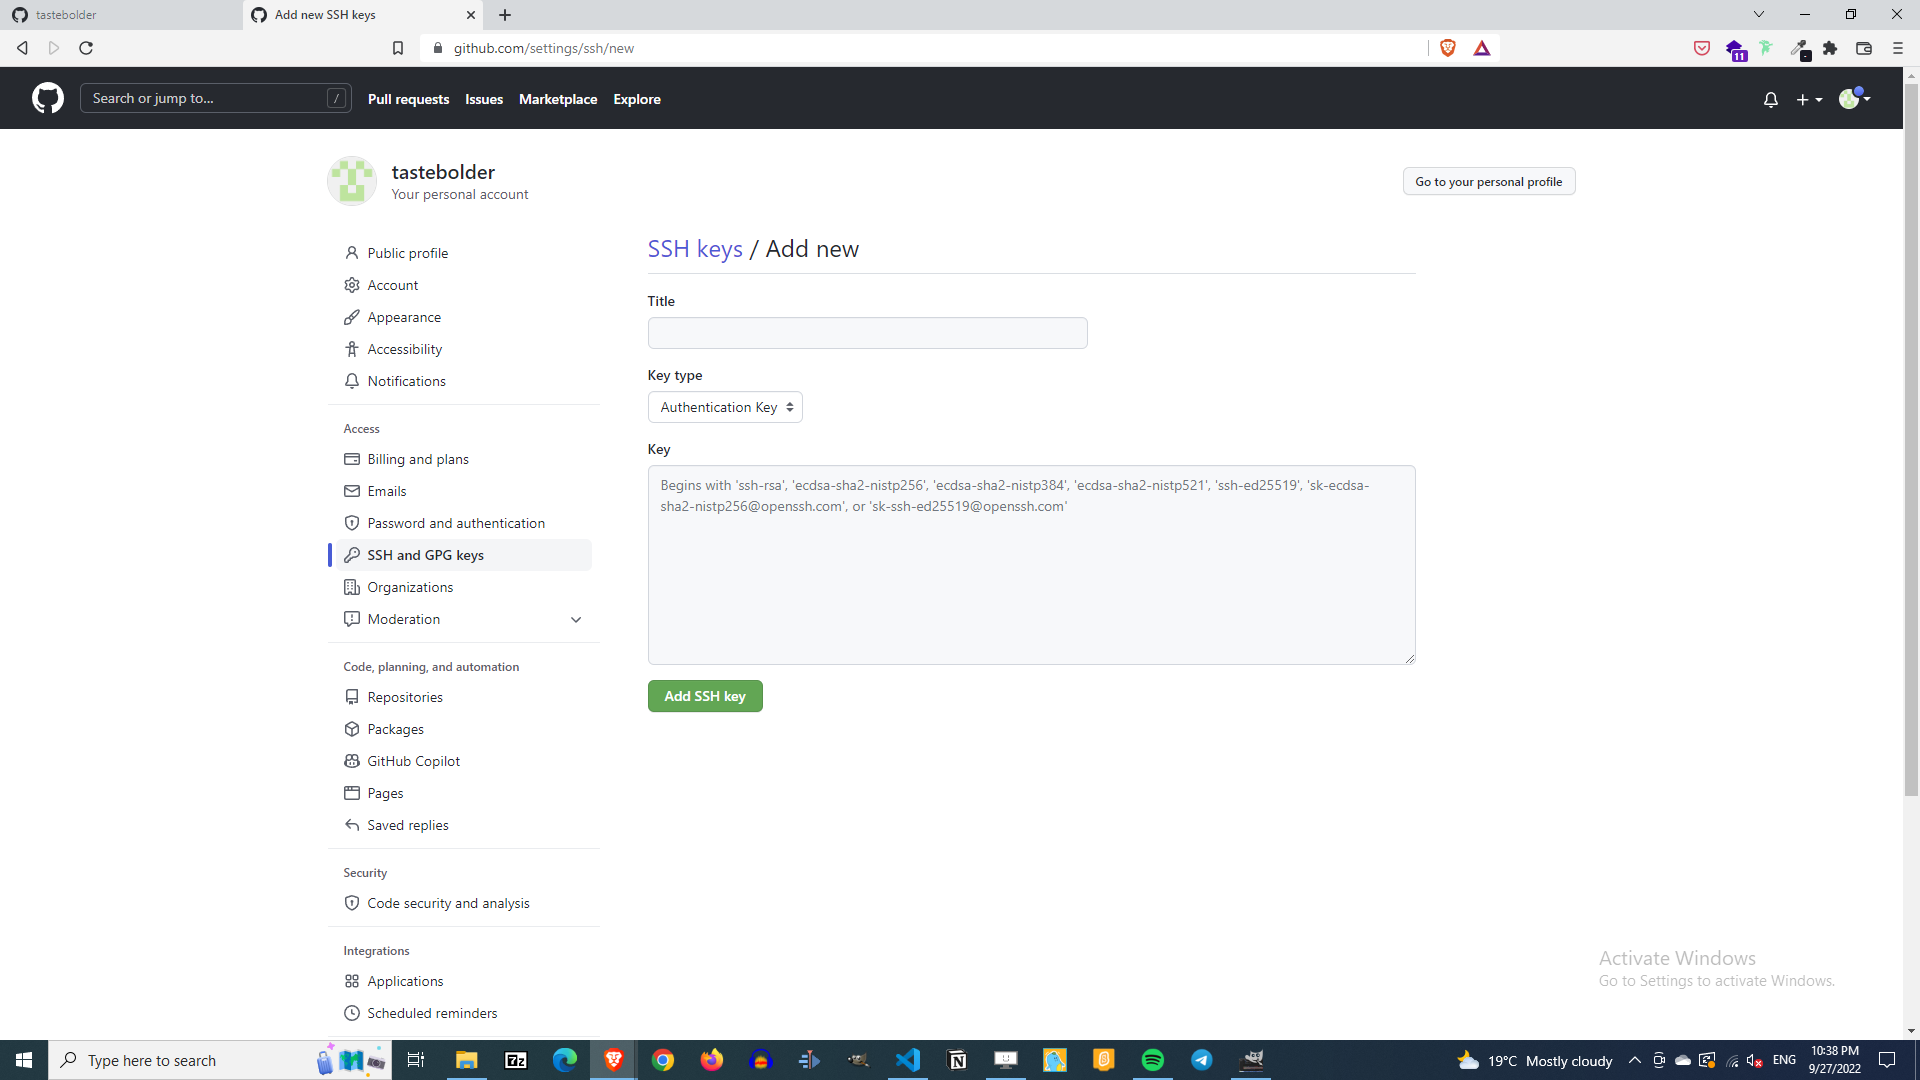 tastebolder
Add new SSH keys
github.com/settings/ssh/new
11
Search or jump to...
/
Pull requests
Issues
Marketplace
Explore
tastebolder
Your personal account
Go to your personal profile
Public profile
Account
Appearance
Accessibility
Notifications
Access
Billing and plans
Emails
Password and authentication
SSH and GPG keys
Organizations
Moderation
Code, planning, and automation
Repositories
Packages
GitHub Copilot
Pages
Saved replies
Security
Code security and analysis
Integrations
Applications
Scheduled reminders
SSH keys / Add new
Title
Key type
Authentication Key
Key
Begins with 'ssh-rsa', 'ecdsa-sha2-nistp256', 'ecdsa-sha2-nistp384', 'ecdsa-sha2-nistp521', 'ssh-ed25519', 'sk-ecdsa-
sha2-nistp256@openssh.com', or 'sk-ssh-ed25519@openssh.com'
Add SSH key
Activate Windows
Go to Settings to activate Windows.
Type here to search
7z
19°C Mostly cloudy
ENG
10:38 PM
9/27/2022